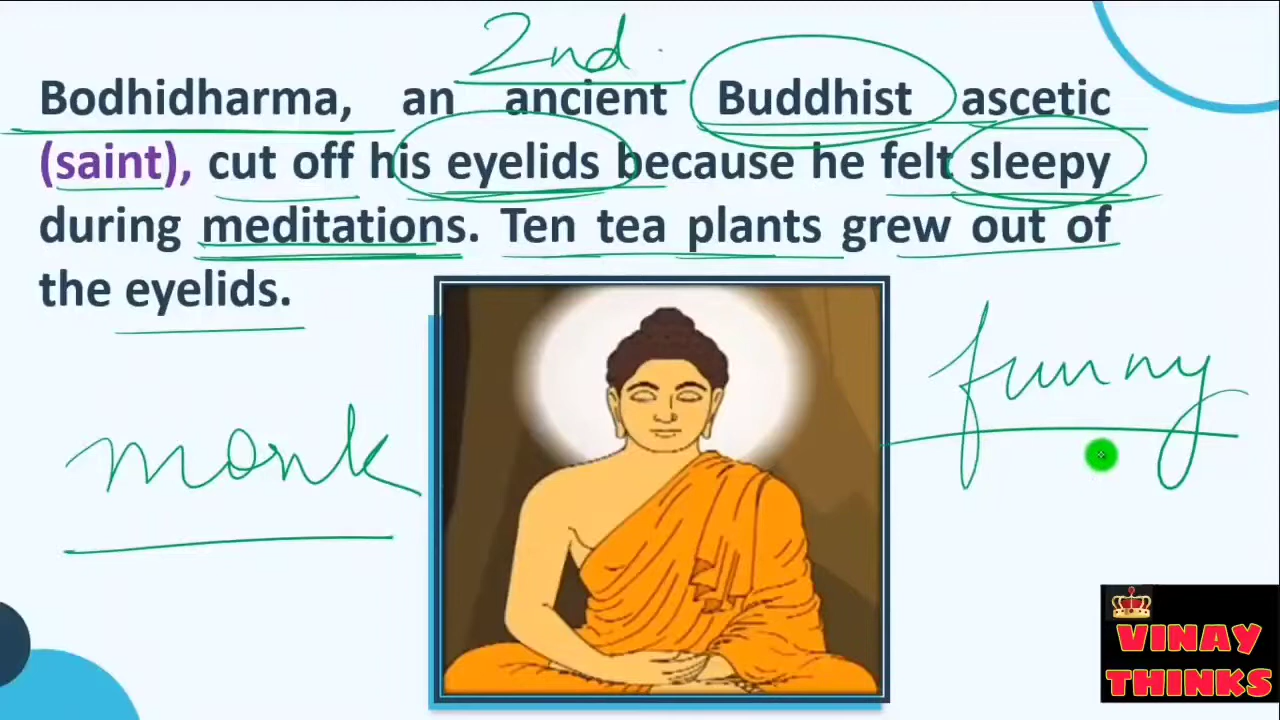 2nd
Bodhidharma, an ancient Buddhist ascetic
(saint), cut off his eyelids because he felt sleepy
during meditations. Ten tea plants grew out of
the eyelids.
funny
monk
VINAY
THINKS